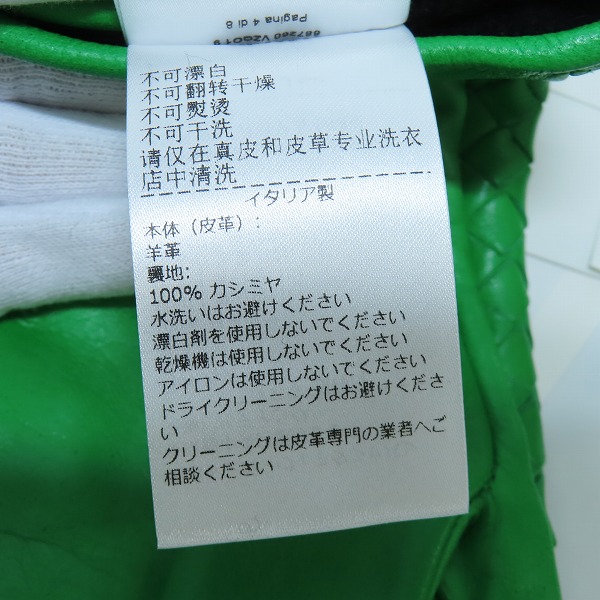 Pagina 4 di 8
不可漂白
不可翻转干燥
不可熨烫
不可干洗
请仅在真皮和皮草专业洗衣
店中清洗
イタリア製
本体（皮革）:
羊革
裏地:
100% カシミヤ
水洗いはお避けください
漂白剤を使用しないでください
乾燥機は使用しないでください
アイロンは使用しないでください
ドライクリーニングはお避けくださ
い
クリーニングは皮革専門の業者へご
相談ください